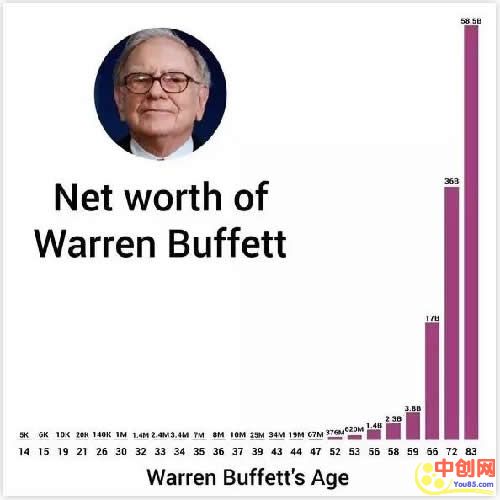 58.5B
36B
Net worth of
Warren Buffett
17B
3.8B
2.3B
1.4B
5K 6K 10K 20K 140K 1M 1.4M 2.4M 3.4M 7M 8M 10M 25M 34M 19M 67M 376M 620M
14 15 19 21 26 30 32 33 34 35 36 37 39 43 44 47 52 53 56 58 59 66 72 83
Warren Buffett's Age
中创网
You85.com